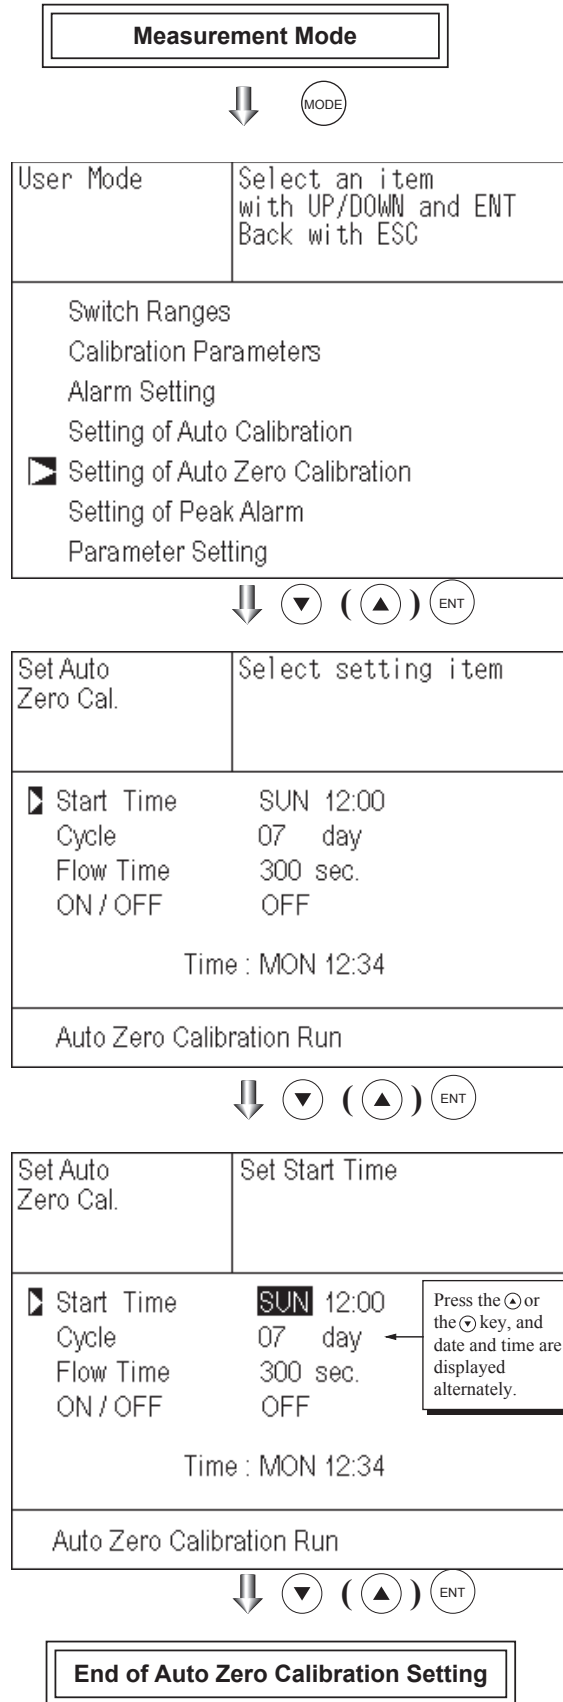 Measurement Mode
MODE
User Mode
Select an item
with UP/DOWN and ENT
Back with ESC
Switch Ranges
Calibration Parameters
Alarm Setting
Setting of Auto Calibration
Setting of Auto Zero Calibration
Setting of Peak Alarm
Parameter Setting
▼ (▲) ENT
Set Auto
Zero Cal.
Select setting item
Start Time SUN 12:00
Cycle 07 day
Flow Time 300 sec.
ON / OFF OFF
Time : MON 12:34
Auto Zero Calibration Run
▼ (▲) ENT
Set Auto
Zero Cal.
Set Start Time
Start Time SUN 12:00
Cycle 07 day
Flow Time 300 sec.
ON / OFF OFF
Press the ▲ or
the ▼ key, and
date and time are
displayed
alternately.
Time : MON 12:34
Auto Zero Calibration Run
▼ (▲) ENT
End of Auto Zero Calibration Setting